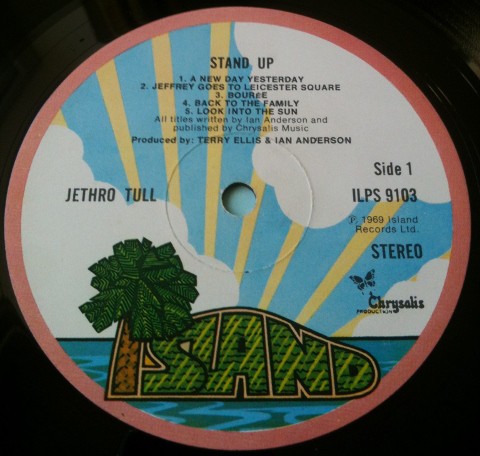 STAND UP
1. A NEW DAY YESTERDAY
2. JEFFREY GOES TO LEICESTER SQUARE
3. BOURÉE
4. BACK TO THE FAMILY
5. LOOK INTO THE SUN
All titles written by Ian Anderson and
published by Chrysalis Music
Produced by: TERRY ELLIS & IAN ANDERSON
JETHRO TULL
Side 1
ILPS 9103
℗ 1969 Island
Records Ltd.
STEREO
Chrysalis
PRODUCTION
ISLAND